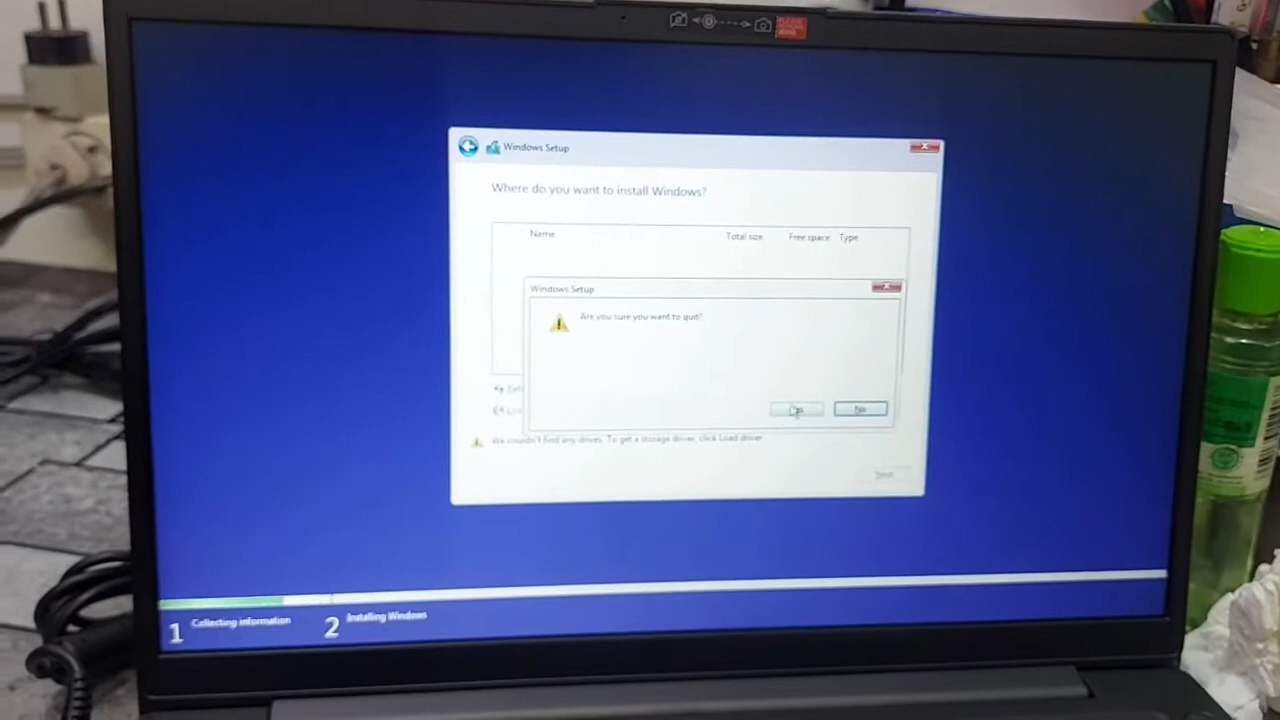 Windows Setup
Where do you want to install Windows?
Name Total size Free space Type
Windows Setup
Are you sure you want to quit?
No
We couldn't find any drives. To get a storage driver, click Load driver.
Next
1 Collecting information 2 Installing Windows